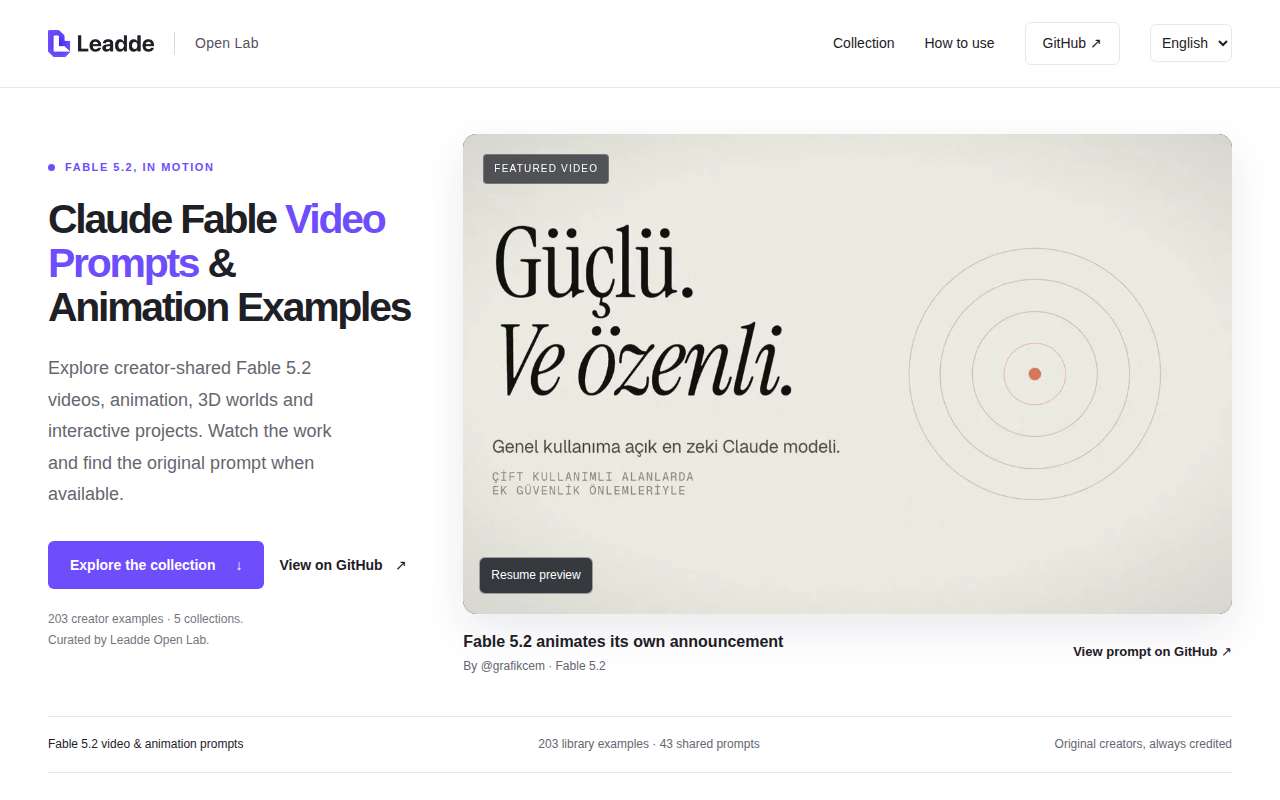 Leadde
Open Lab
Collection
How to use
GitHub ↗
English
FABLE 5.2, IN MOTION
Claude Fable Video
Prompts &
Animation Examples
Explore creator-shared Fable 5.2
videos, animation, 3D worlds and
interactive projects. Watch the work
and find the original prompt when
available.
Explore the collection ↓
View on GitHub ↗
203 creator examples · 5 collections.
Curated by Leadde Open Lab.
FEATURED VIDEO
Güçlü.
Ve özenli.
Genel kullanıma açık en zeki Claude modeli.
ÇİFT KULLANIMLI ALANLARDA
EK GÜVENLİK ÖNLEMLERİYLE
Resume preview
Fable 5.2 animates its own announcement
By @grafikcem · Fable 5.2
View prompt on GitHub ↗
Fable 5.2 video & animation prompts
203 library examples · 43 shared prompts
Original creators, always credited